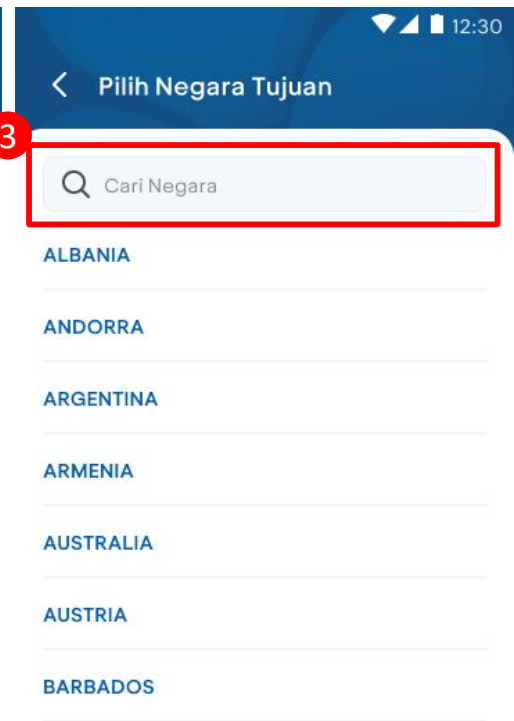 12:30
Pilih Negara Tujuan
3
Cari Negara
ALBANIA
ANDORRA
ARGENTINA
ARMENIA
AUSTRALIA
AUSTRIA
BARBADOS